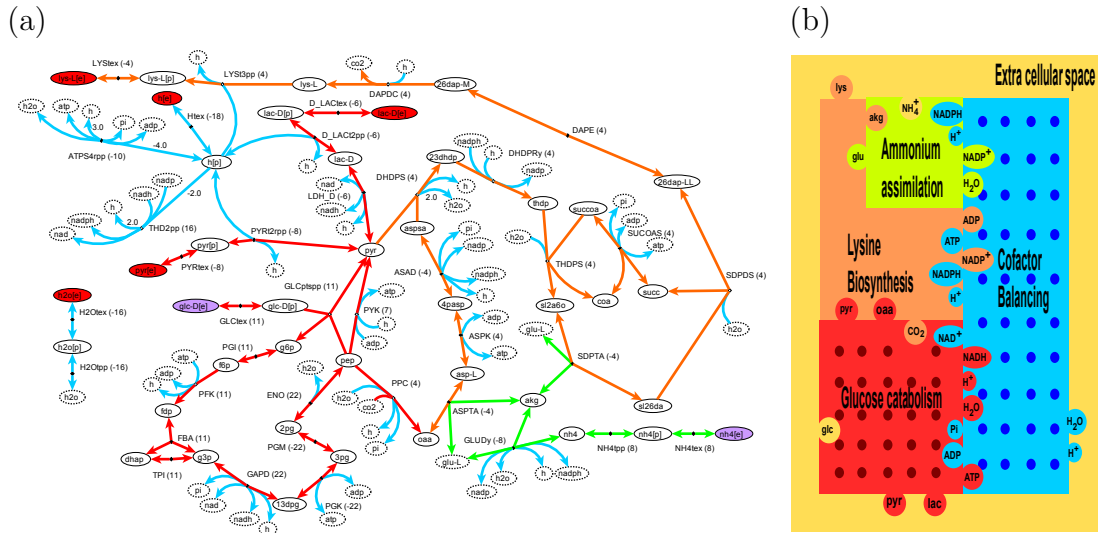 (a)
(b)
h
co2
h
LYStex (-4)
lys-L[e]
lys-L[p]
LYSt3pp (4)
lys-L
DAPDC (4)
26dap-M
h[e]
D_LACtex (-6)
lac-D[p]
lac-D[e]
h2o
atp
h
pi
adp
3.0
Htex (-18)
D_LACt2pp (-6)
DAPE (4)
-4.0
ATPS4rpp (-10)
h[p]
h
lac-D
23dhdp
nadph
h
DHDPRy (4)
nadp
26dap-LL
-2.0
nadp
nadh
h
2.0
nadph
nad
THD2pp (16)
nad
LDH_D (-6)
nadh
h
DHDPS (4)
2.0
h
h2o
thdp
succoa
pi
adp
atp
SUCOAS (4)
aspsa
PYRt2rpp (-8)
pyr[p]
pyr
pi
nadp
ASAD (-4)
nadph
h
h2o
THDPS (4)
h2o
pyr[e]
PYRtex (-8)
h
GLCptspp (11)
atp
SDPDS (4)
h2o[e]
glc-D[e]
glc-D[p]
4pasp
sl2a6o
coa
succ
H2Otex (-16)
GLCtex (11)
PYK (7)
h
adp
adp
ASPK (4)
atp
glu-L
h2o
h2o[p]
g6p
PGI (11)
f6p
pep
SDPTA (-4)
H2Otpp (-16)
atp
adp
h
PFK (11)
h2o
PPC (4)
h2o
co2
asp-L
h2o
ENO (22)
ASPTA (-4)
akg
sl26da
fdp
2pg
oaa
h
pi
GLUDy (-8)
nh4
nh4[p]
nh4[e]
FBA (11)
PGM (-22)
NH4tpp (8)
NH4tex (8)
dhap
g3p
3pg
glu-L
TPI (11)
GAPD (22)
h2o
h
nadph
nadp
pi
nad
nadh
h
13dpg
adp
PGK (-22)
atp
Extra cellular space
lys
akg
NH4+
NADPH
H+
glu
Ammonium
assimilation
NADP+
H2O
ADP
ATP
Lysine
Biosynthesis
NADP+
NADPH
H+
Cofactor
Balancing
pyr
oaa
CO2
NAD+
NADH
Glucose catabolism
H+
H2O
glc
Pi
ADP
ATP
H2O
H+
pyr
lac